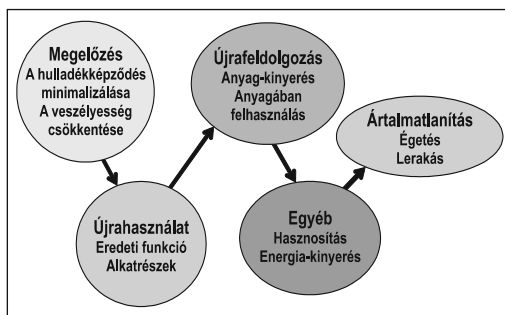 Megelőzés
A hulladékképződés
minimalizálása
A veszélyesség
csökkentése
Újrahasználat
Eredeti funkció
Alkatrészek
Újrafeldolgozás
Anyag-kinyerés
Anyagában
felhasználás
Egyéb
Hasznosítás
Energia-kinyerés
Ártalmatlanítás
Égetés
Lerakás